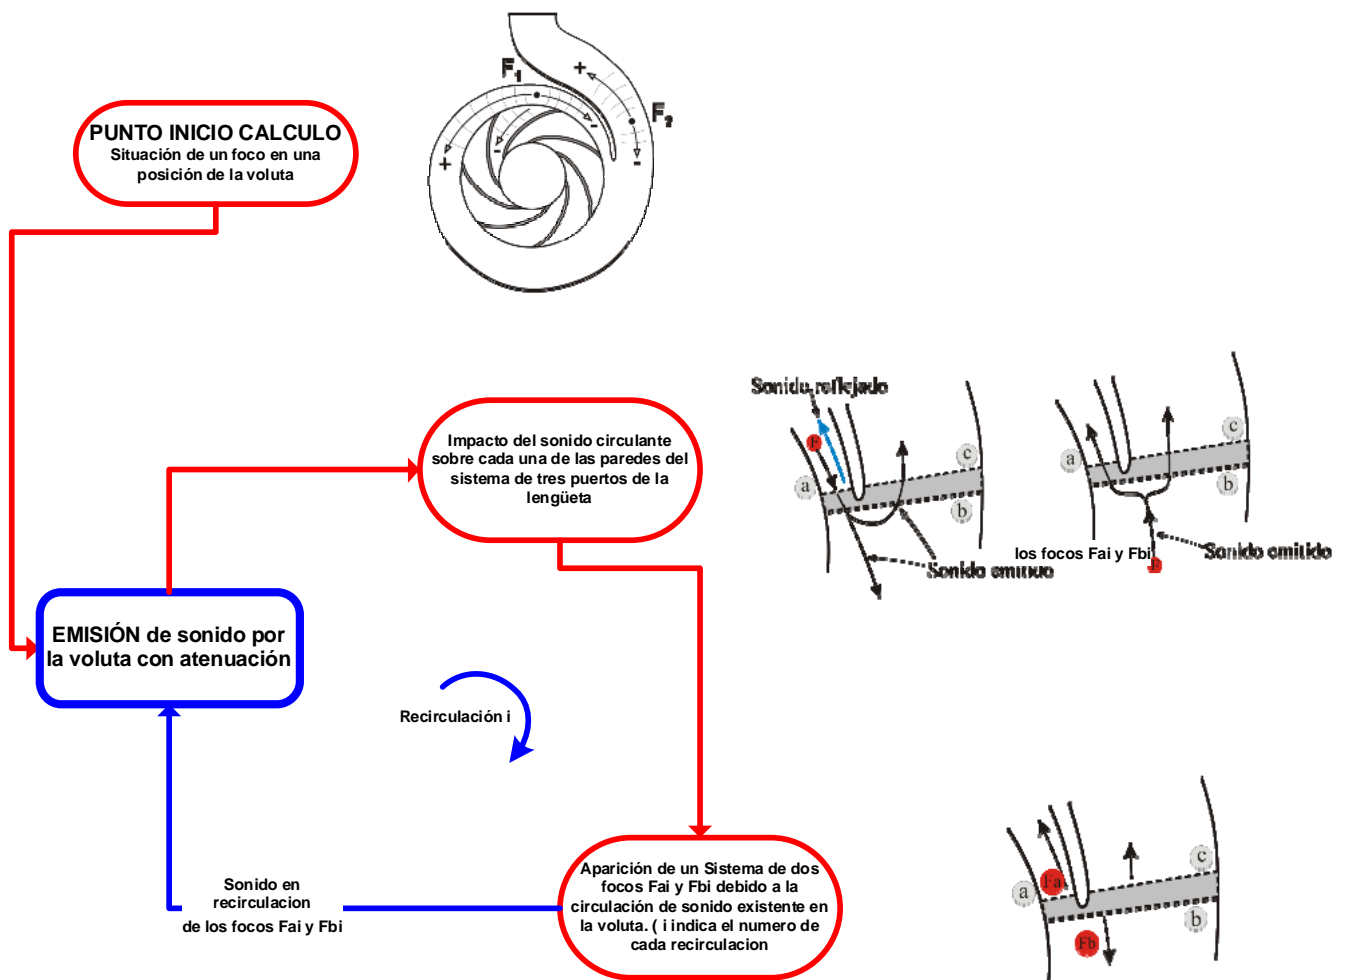 F1
+
F2
-
-
-
+
PUNTO INICIO CALCULO
Situación de un foco en una
posición de la voluta
Sonido reflejado
F
a
c
b
Sonido emitido
a
c
b
los focos Fai y Fbi
Sonido emitido
F
Impacto del sonido circulante
sobre cada una de las paredes del
sistema de tres puertos de la
lengüeta
EMISIÓN de sonido por
la voluta con atenuación
Recirculación i
Sonido en
recirculacion
de los focos Fai y Fbi
Aparición de un Sistema de dos
focos Fai y Fbi debido a la
circulación de sonido existente en
la voluta. ( i indica el numero de
cada recirculacion
Fa
a
c
b
Fb